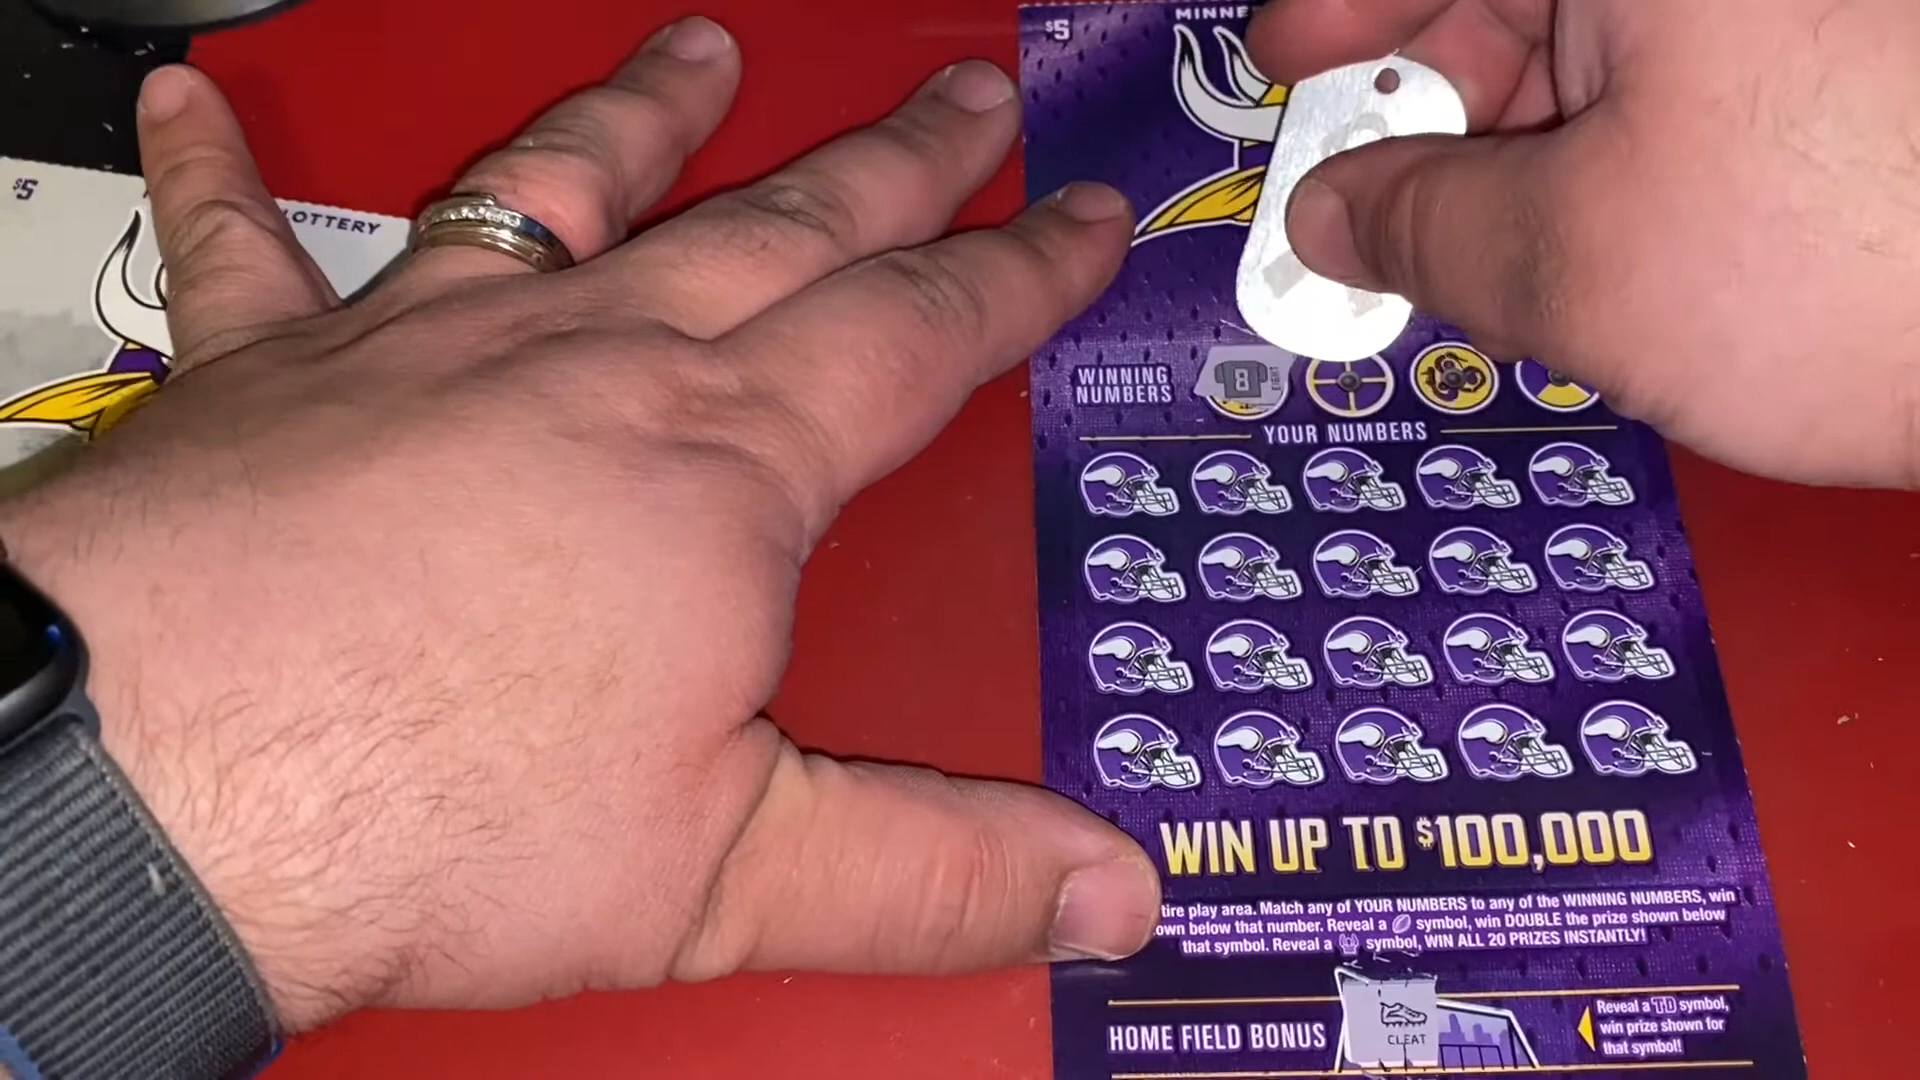 $5
LOTTERY
$5
MINNE
WINNING
NUMBERS
8
EIGHT
YOUR NUMBERS
WIN UP TO $100,000
tire play area. Match any of YOUR NUMBERS to any of the WINNING NUMBERS, win
own below that number. Reveal a symbol, win DOUBLE the prize shown below
that symbol. Reveal a symbol, WIN ALL 20 PRIZES INSTANTLY!
HOME FIELD BONUS
CLEAT
Reveal a TD symbol,
win prize shown for
that symbol!